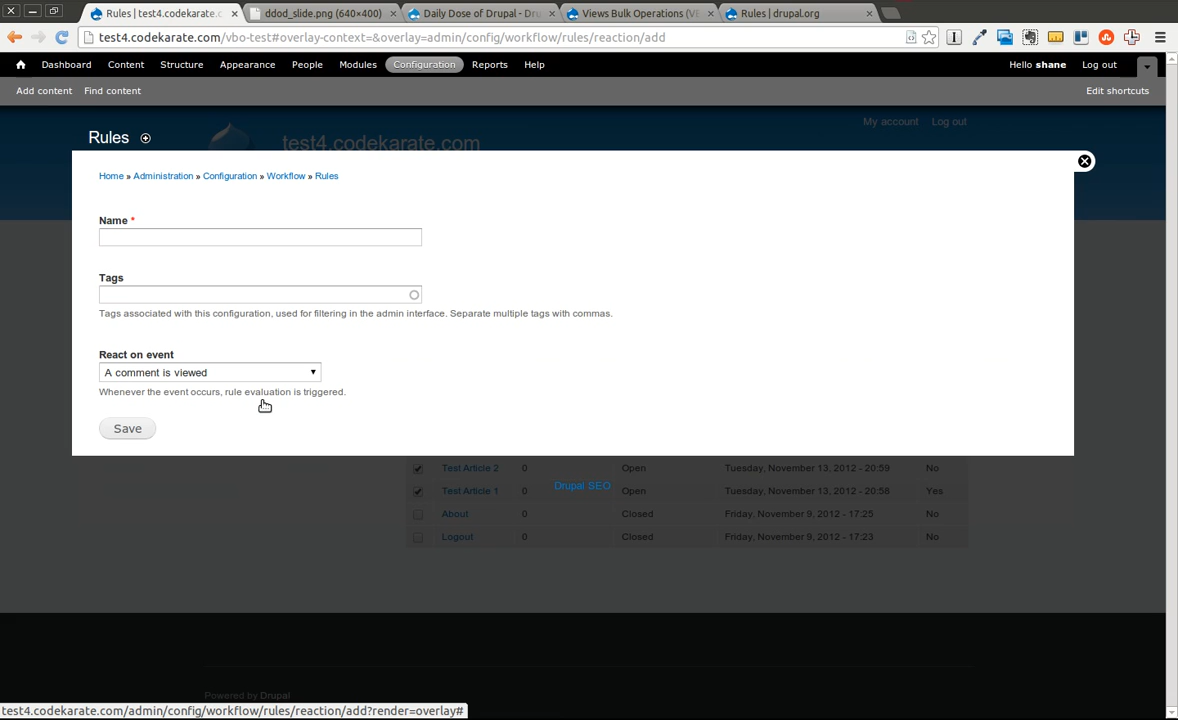 Rules | test4.codekarate.c
ddod_slide.png (640×400)
Daily Dose of Drupal - Dru
Views Bulk Operations (VB
Rules | drupal.org
test4.codekarate.com/vbo-test#overlay-context=&overlay=admin/config/workflow/rules/reaction/add
Dashboard Content Structure Appearance People Modules Configuration Reports Help Hello shane Log out
Add content Find content Edit shortcuts
My account Log out
Rules
test4.codekarate.com
Home » Administration » Configuration » Workflow » Rules
Name *
Tags
Tags associated with this configuration, used for filtering in the admin interface. Separate multiple tags with commas.
React on event
A comment is viewed
Whenever the event occurs, rule evaluation is triggered.
Save
Test Article 2 0 Open Tuesday, November 13, 2012 - 20:59 No
Drupal SEO
Test Article 1 0 Open Tuesday, November 13, 2012 - 20:58 Yes
About 0 Closed Friday, November 9, 2012 - 17:25 No
Logout 0 Closed Friday, November 9, 2012 - 17:23 No
Powered by Drupal
test4.codekarate.com/admin/config/workflow/rules/reaction/add?render=overlay#